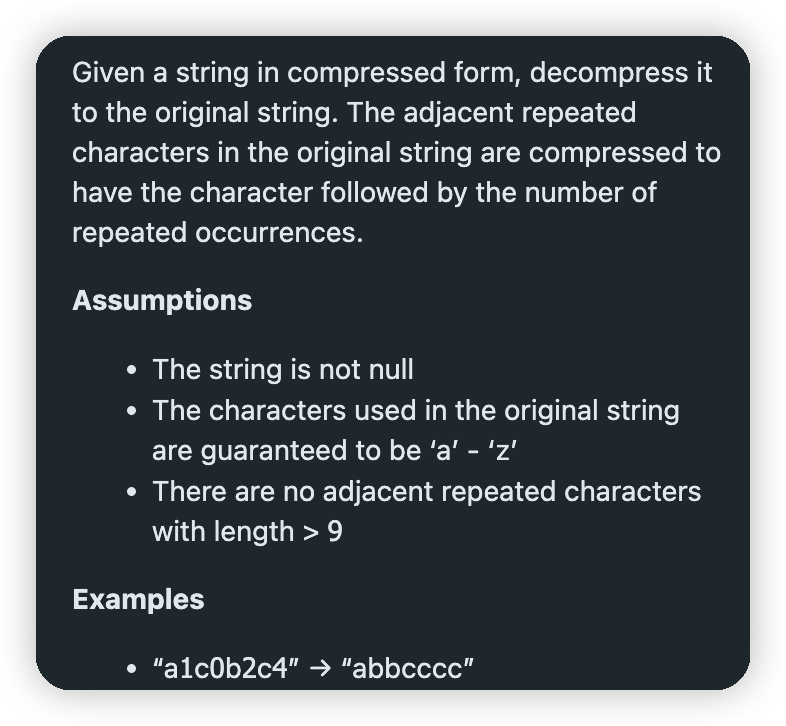 Given a string in compressed form, decompress it
to the original string. The adjacent repeated
characters in the original string are compressed to
have the character followed by the number of
repeated occurrences.
Assumptions
• The string is not null
• The characters used in the original string
are guaranteed to be ‘a’ - ‘z’
• There are no adjacent repeated characters
with length > 9
Examples
• “a1c0b2c4” → “abbcccc”